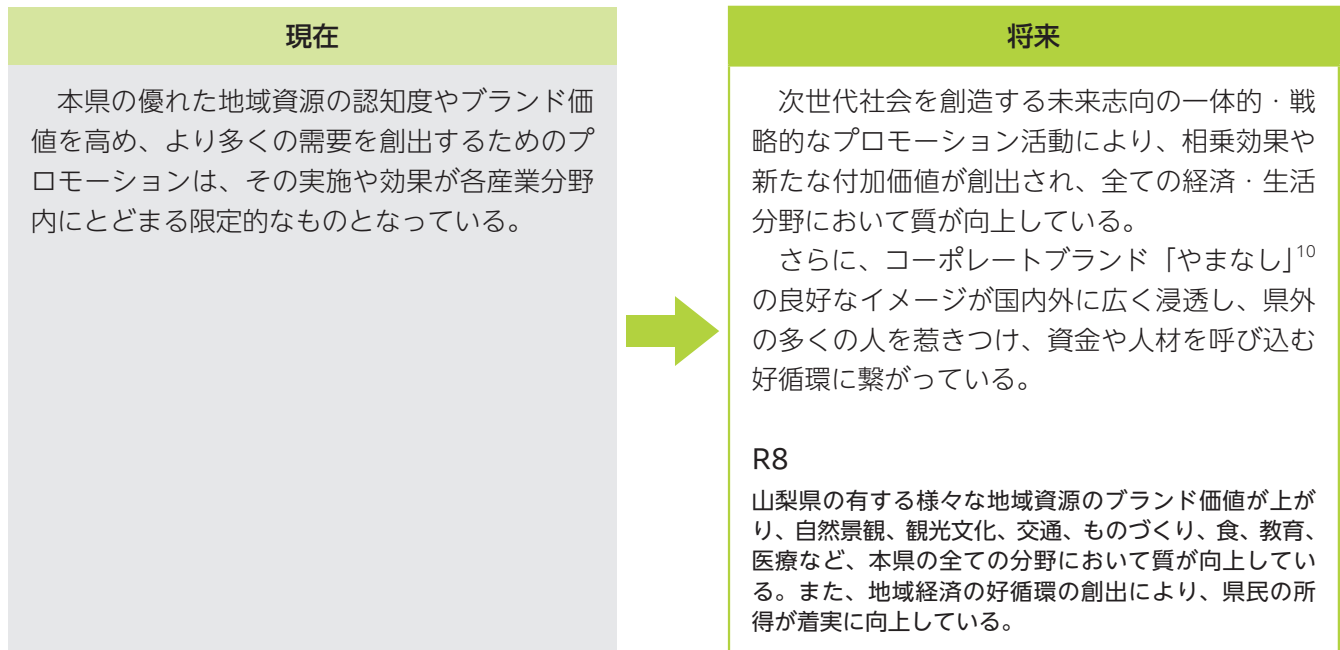 現在
本県の優れた地域資源の認知度やブランド価
値を高め、より多くの需要を創出するためのプ
ロモーションは、その実施や効果が各産業分野
内にとどまる限定的なものとなっている。
将来
次世代社会を創造する未来志向の一体的・戦
略的なプロモーション活動により、相乗効果や
新たな付加価値が創出され、全ての経済・生活
分野において質が向上している。
さらに、コーポレートブランド「やまなし」10
の良好なイメージが国内外に広く浸透し、県外
の多くの人を惹きつけ、資金や人材を呼び込む
好循環に繋がっている。
R8
山梨県の有する様々な地域資源のブランド価値が上が
り、自然景観、観光文化、交通、ものづくり、食、教育、
医療など、本県の全ての分野において質が向上してい
る。また、地域経済の好循環の創出により、県民の所
得が着実に向上している。